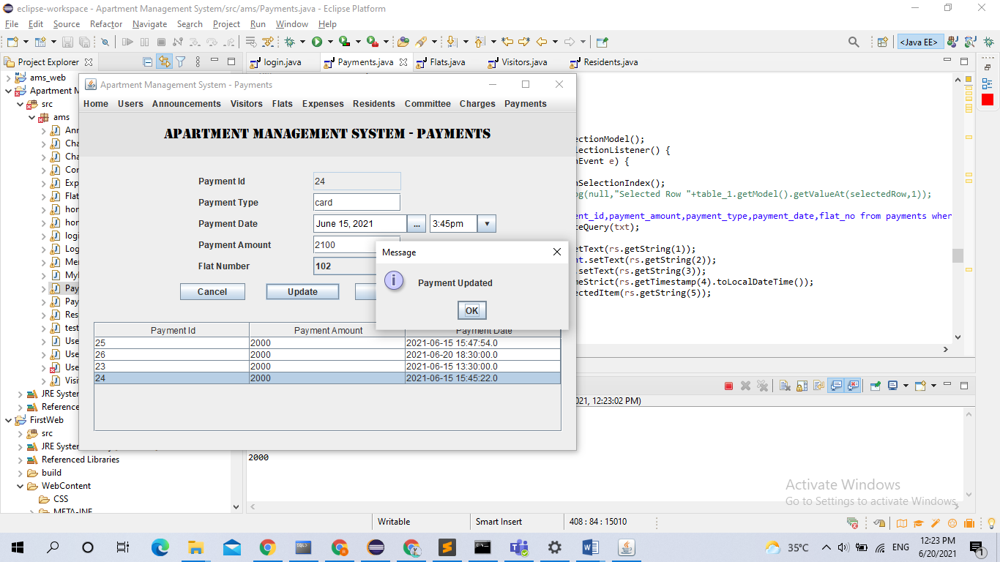 eclipse-workspace - Apartment Management System/src/ams/Payments.java - Eclipse Platform
File Edit Source Refactor Navigate Search Project Run Window Help
<Java EE>
Project Explorer
login.java Payments.java Flats.java Visitors.java Residents.java
ams_web
Apartment M
src
ams
Ann
Cha
Cha
Con
Exp
Flat
hon
hon
logi
Log
Me
Myl
Pay
Pay
Res
test
Use
Use
Use
Visi
JRE Syster
Reference
FirstWeb
src
JRE Syster
Referenced Libraries
build
WebContent
CSS
META-INF
Apartment Management System - Payments
Home Users Announcements Visitors Flats Expenses Residents Committee Charges Payments
APARTMENT MANAGEMENT SYSTEM - PAYMENTS
Payment Id 24
Payment Type card
Payment Date June 15, 2021 ... 3:45pm
Payment Amount 2100
Flat Number 102
Cancel Update
Message
Payment Updated
OK
Payment Id Payment Amount Payment Date
25 2000 2021-06-15 15:47:54.0
26 2000 2021-06-20 18:30:00.0
23 2000 2021-06-15 13:30:00.0
24 2000 2021-06-15 15:45:22.0
ectionModel();
lectionListener() {
nEvent e) {
nSelectionIndex();
og(null,"Selected Row "+table_1.getModel().getValueAt(selectedRow,1));
ent_id,payment_amount,payment_type,payment_date,flat_no from payments wher
teQuery(txt);
etText(rs.getString(1));
nt.setText(rs.getString(2));
.setText(rs.getString(3));
meStrict(rs.getTimestamp(4).toLocalDateTime());
ectedItem(rs.getString(5));
021, 12:23:02 PM)
2000
Activate Windows
Go to Settings to activate Windows.
Writable Smart Insert 408 : 84 : 15010
35°C ENG 12:23 PM
6/20/2021
1